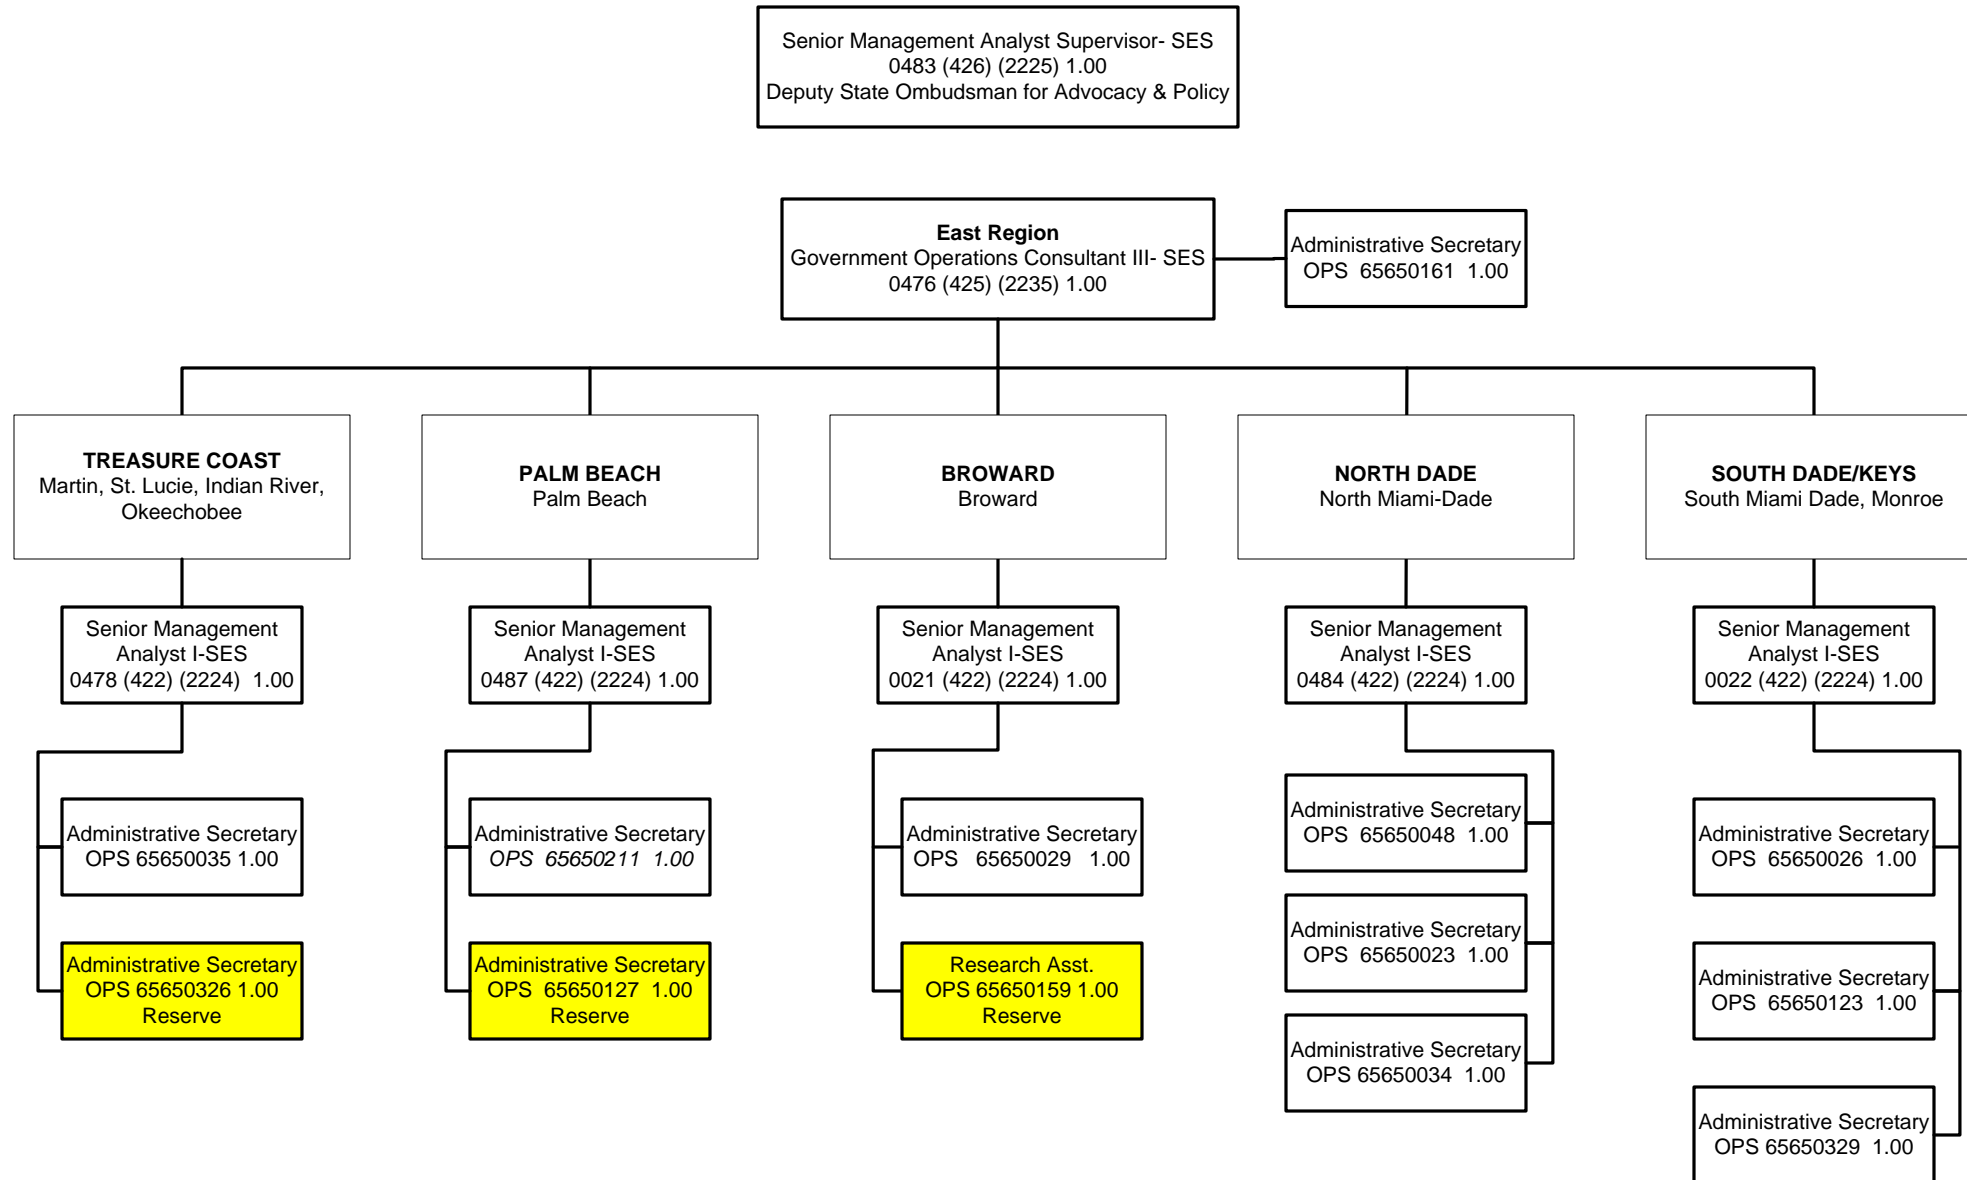 Senior Management Analyst Supervisor- SES
0483 (426) (2225) 1.00
Deputy State Ombudsman for Advocacy & Policy
East Region
Government Operations Consultant III- SES
0476 (425) (2235) 1.00
Administrative Secretary
OPS  65650161  1.00
TREASURE COAST
Martin, St. Lucie, Indian River,
Okeechobee
PALM BEACH
Palm Beach
BROWARD
Broward
NORTH DADE
North Miami-Dade
SOUTH DADE/KEYS
South Miami Dade, Monroe
Senior Management
Analyst I-SES
0478 (422) (2224)  1.00
Senior Management
Analyst I-SES
0487 (422) (2224) 1.00
Senior Management
Analyst I-SES
0021 (422) (2224) 1.00
Senior Management
Analyst I-SES
0484 (422) (2224) 1.00
Senior Management
Analyst I-SES
0022 (422) (2224) 1.00
Administrative Secretary
OPS 65650035 1.00
Administrative Secretary
OPS  65650211  1.00
Administrative Secretary
OPS   65650029   1.00
Administrative Secretary
OPS  65650048  1.00
Administrative Secretary
OPS  65650026  1.00
Administrative Secretary
OPS 65650326 1.00
Reserve
Administrative Secretary
OPS  65650127  1.00
Reserve
Research Asst.
OPS 65650159 1.00
Reserve
Administrative Secretary
OPS  65650023  1.00
Administrative Secretary
OPS  65650123  1.00
Administrative Secretary
OPS 65650034  1.00
Administrative Secretary
OPS 65650329  1.00